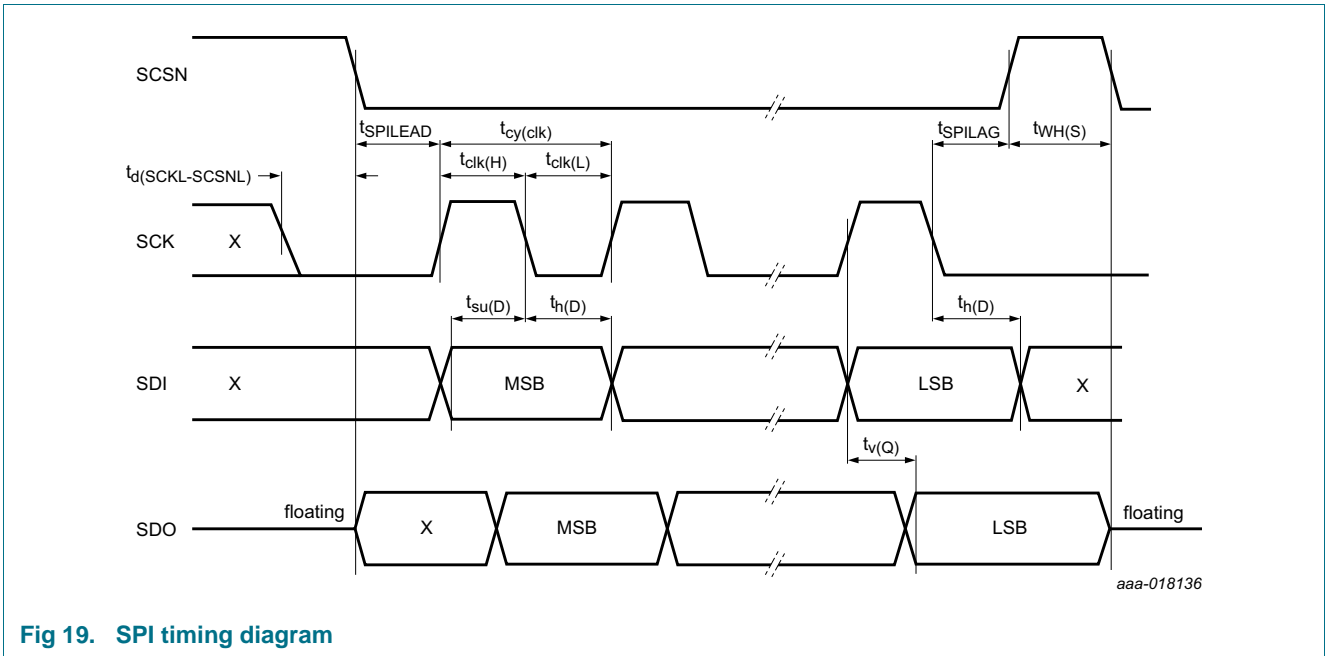 SCSN
tSPILEAD
tcy(clk)
tSPILAG
tWH(S)
tclk(H)
tclk(L)
td(SCKL-SCSNL)
SCK
X
tsu(D)
th(D)
th(D)
SDI
X
MSB
LSB
X
tv(Q)
floating
floating
SDO
X
MSB
LSB
aaa-018136
Fig 19. SPI timing diagram